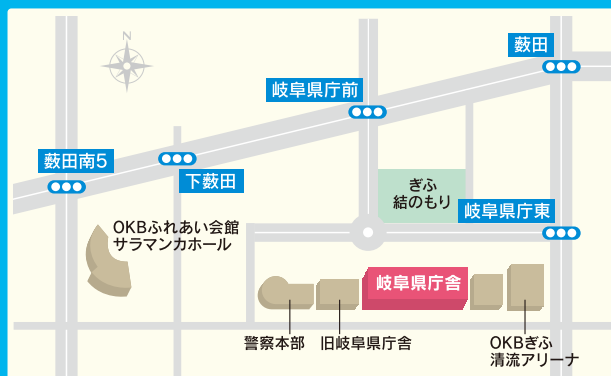 N
薮田
岐阜県庁前
薮田南5
下薮田
ぎふ
結のもり
岐阜県庁東
OKBふれあい会館
サラマンカホール
岐阜県庁舎
警察本部
旧岐阜県庁舎
OKBぎふ
清流アリーナ